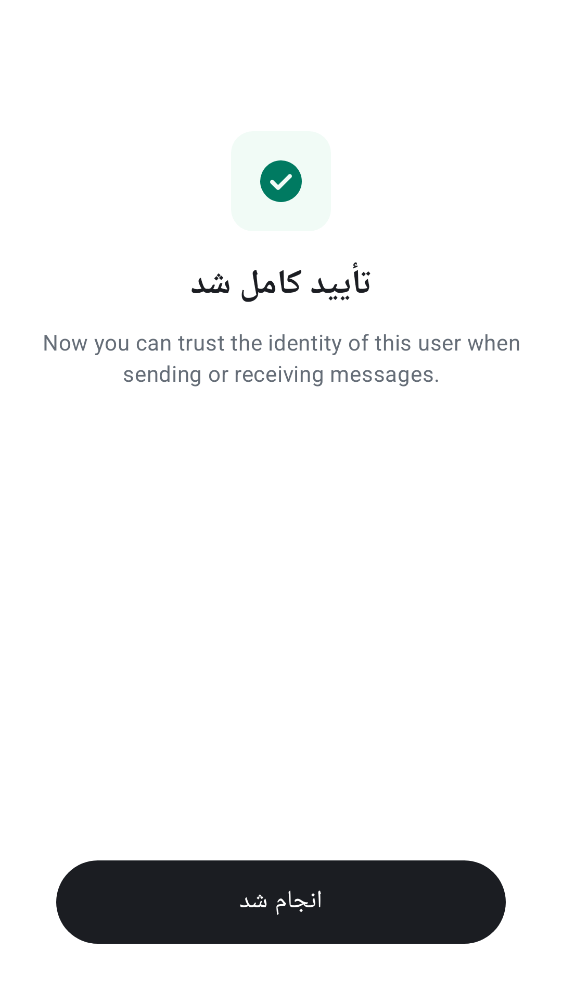 تأیید کامل شد
Now you can trust the identity of this user when
sending or receiving messages.
انجام شد